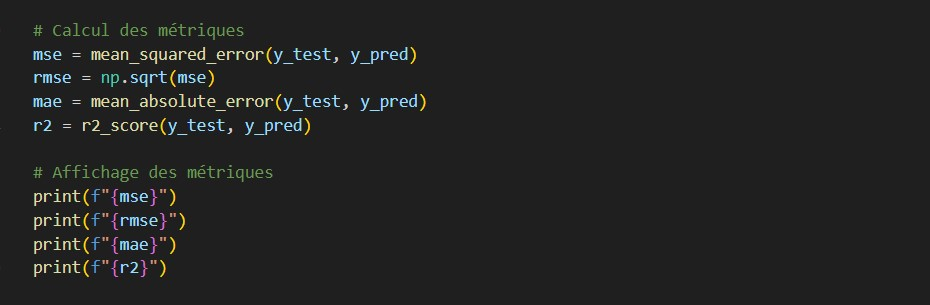 # Calcul des métriques
mse = mean_squared_error(y_test, y_pred)
rmse = np.sqrt(mse)
mae = mean_absolute_error(y_test, y_pred)
r2 = r2_score(y_test, y_pred)
# Affichage des métriques
print(f"{mse}")
print(f"{rmse}")
print(f"{mae}")
print(f"{r2}")